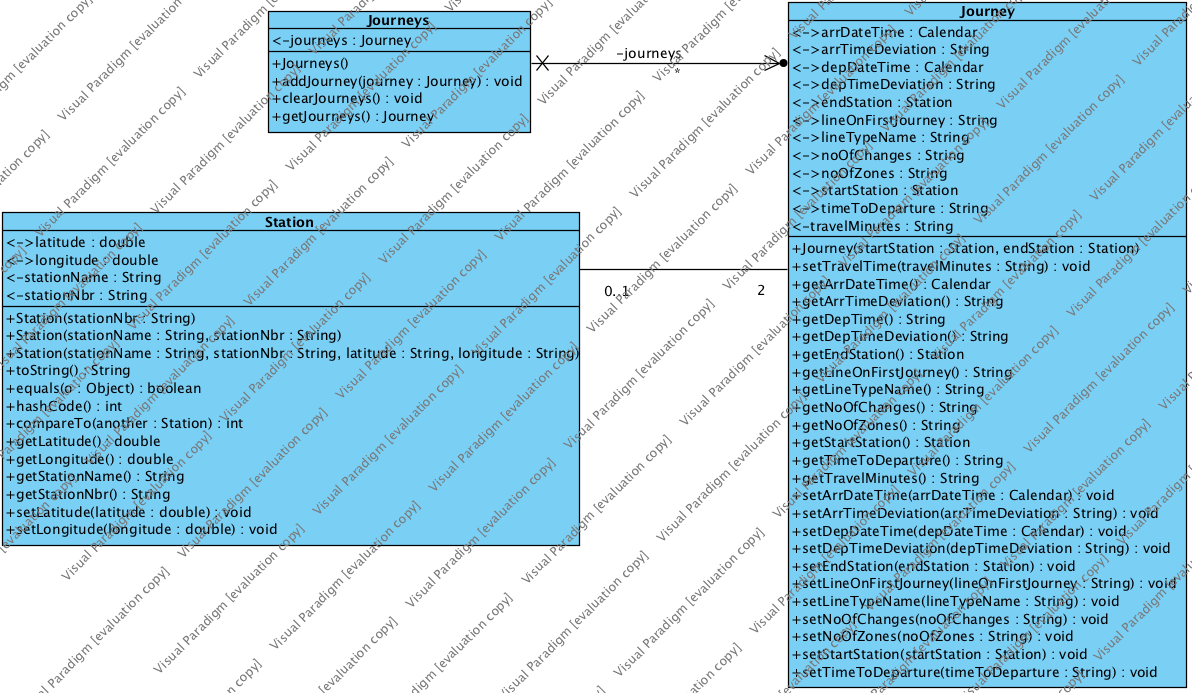 Journeys
<-journeys : Journey
+Journeys()
+addJourney(journey : Journey) : void
+clearJourneys() : void
+getJourneys() : Journey
-journeys
*
Journey
<->arrDateTime : Calendar
<->arrTimeDeviation : String
<->depDateTime : Calendar
<->depTimeDeviation : String
<->endStation : Station
<->lineOnFirstJourney : String
<->lineTypeName : String
<->noOfChanges : String
<->noOfZones : String
<->startStation : Station
<->timeToDeparture : String
<-travelMinutes : String
+Journey(startStation : Station, endStation : Station)
+setTravelTime(travelMinutes : String) : void
+getArrDateTime() : Calendar
+getArrTimeDeviation() : String
+getDepTime() : String
+getDepTimeDeviation() : String
+getEndStation() : Station
+getLineOnFirstJourney() : String
+getLineTypeName() : String
+getNoOfChanges() : String
+getNoOfZones() : String
+getStartStation() : Station
+getTimeToDeparture() : String
+getTravelMinutes() : String
+setArrDateTime(arrDateTime : Calendar) : void
+setArrTimeDeviation(arrTimeDeviation : String) : void
+setDepDateTime(depDateTime : Calendar) : void
+setDepTimeDeviation(depTimeDeviation : String) : void
+setEndStation(endStation : Station) : void
+setLineOnFirstJourney(lineOnFirstJourney : String) : void
+setLineTypeName(lineTypeName : String) : void
+setNoOfChanges(noOfChanges : String) : void
+setNoOfZones(noOfZones : String) : void
+setStartStation(startStation : Station) : void
+setTimeToDeparture(timeToDeparture : String) : void
Station
<->latitude : double
<->longitude : double
<-stationName : String
<-stationNbr : String
+Station(stationNbr : String)
+Station(stationName : String, stationNbr : String)
+Station(stationName : String, stationNbr : String, latitude : String, longitude : String)
+toString() : String
+equals(o : Object) : boolean
+hashCode() : int
+compareTo(another : Station) : int
+getLatitude() : double
+getLongitude() : double
+getStationName() : String
+getStationNbr() : String
+setLatitude(latitude : double) : void
+setLongitude(longitude : double) : void
0..1
2
Visual Paradigm [evaluation copy]